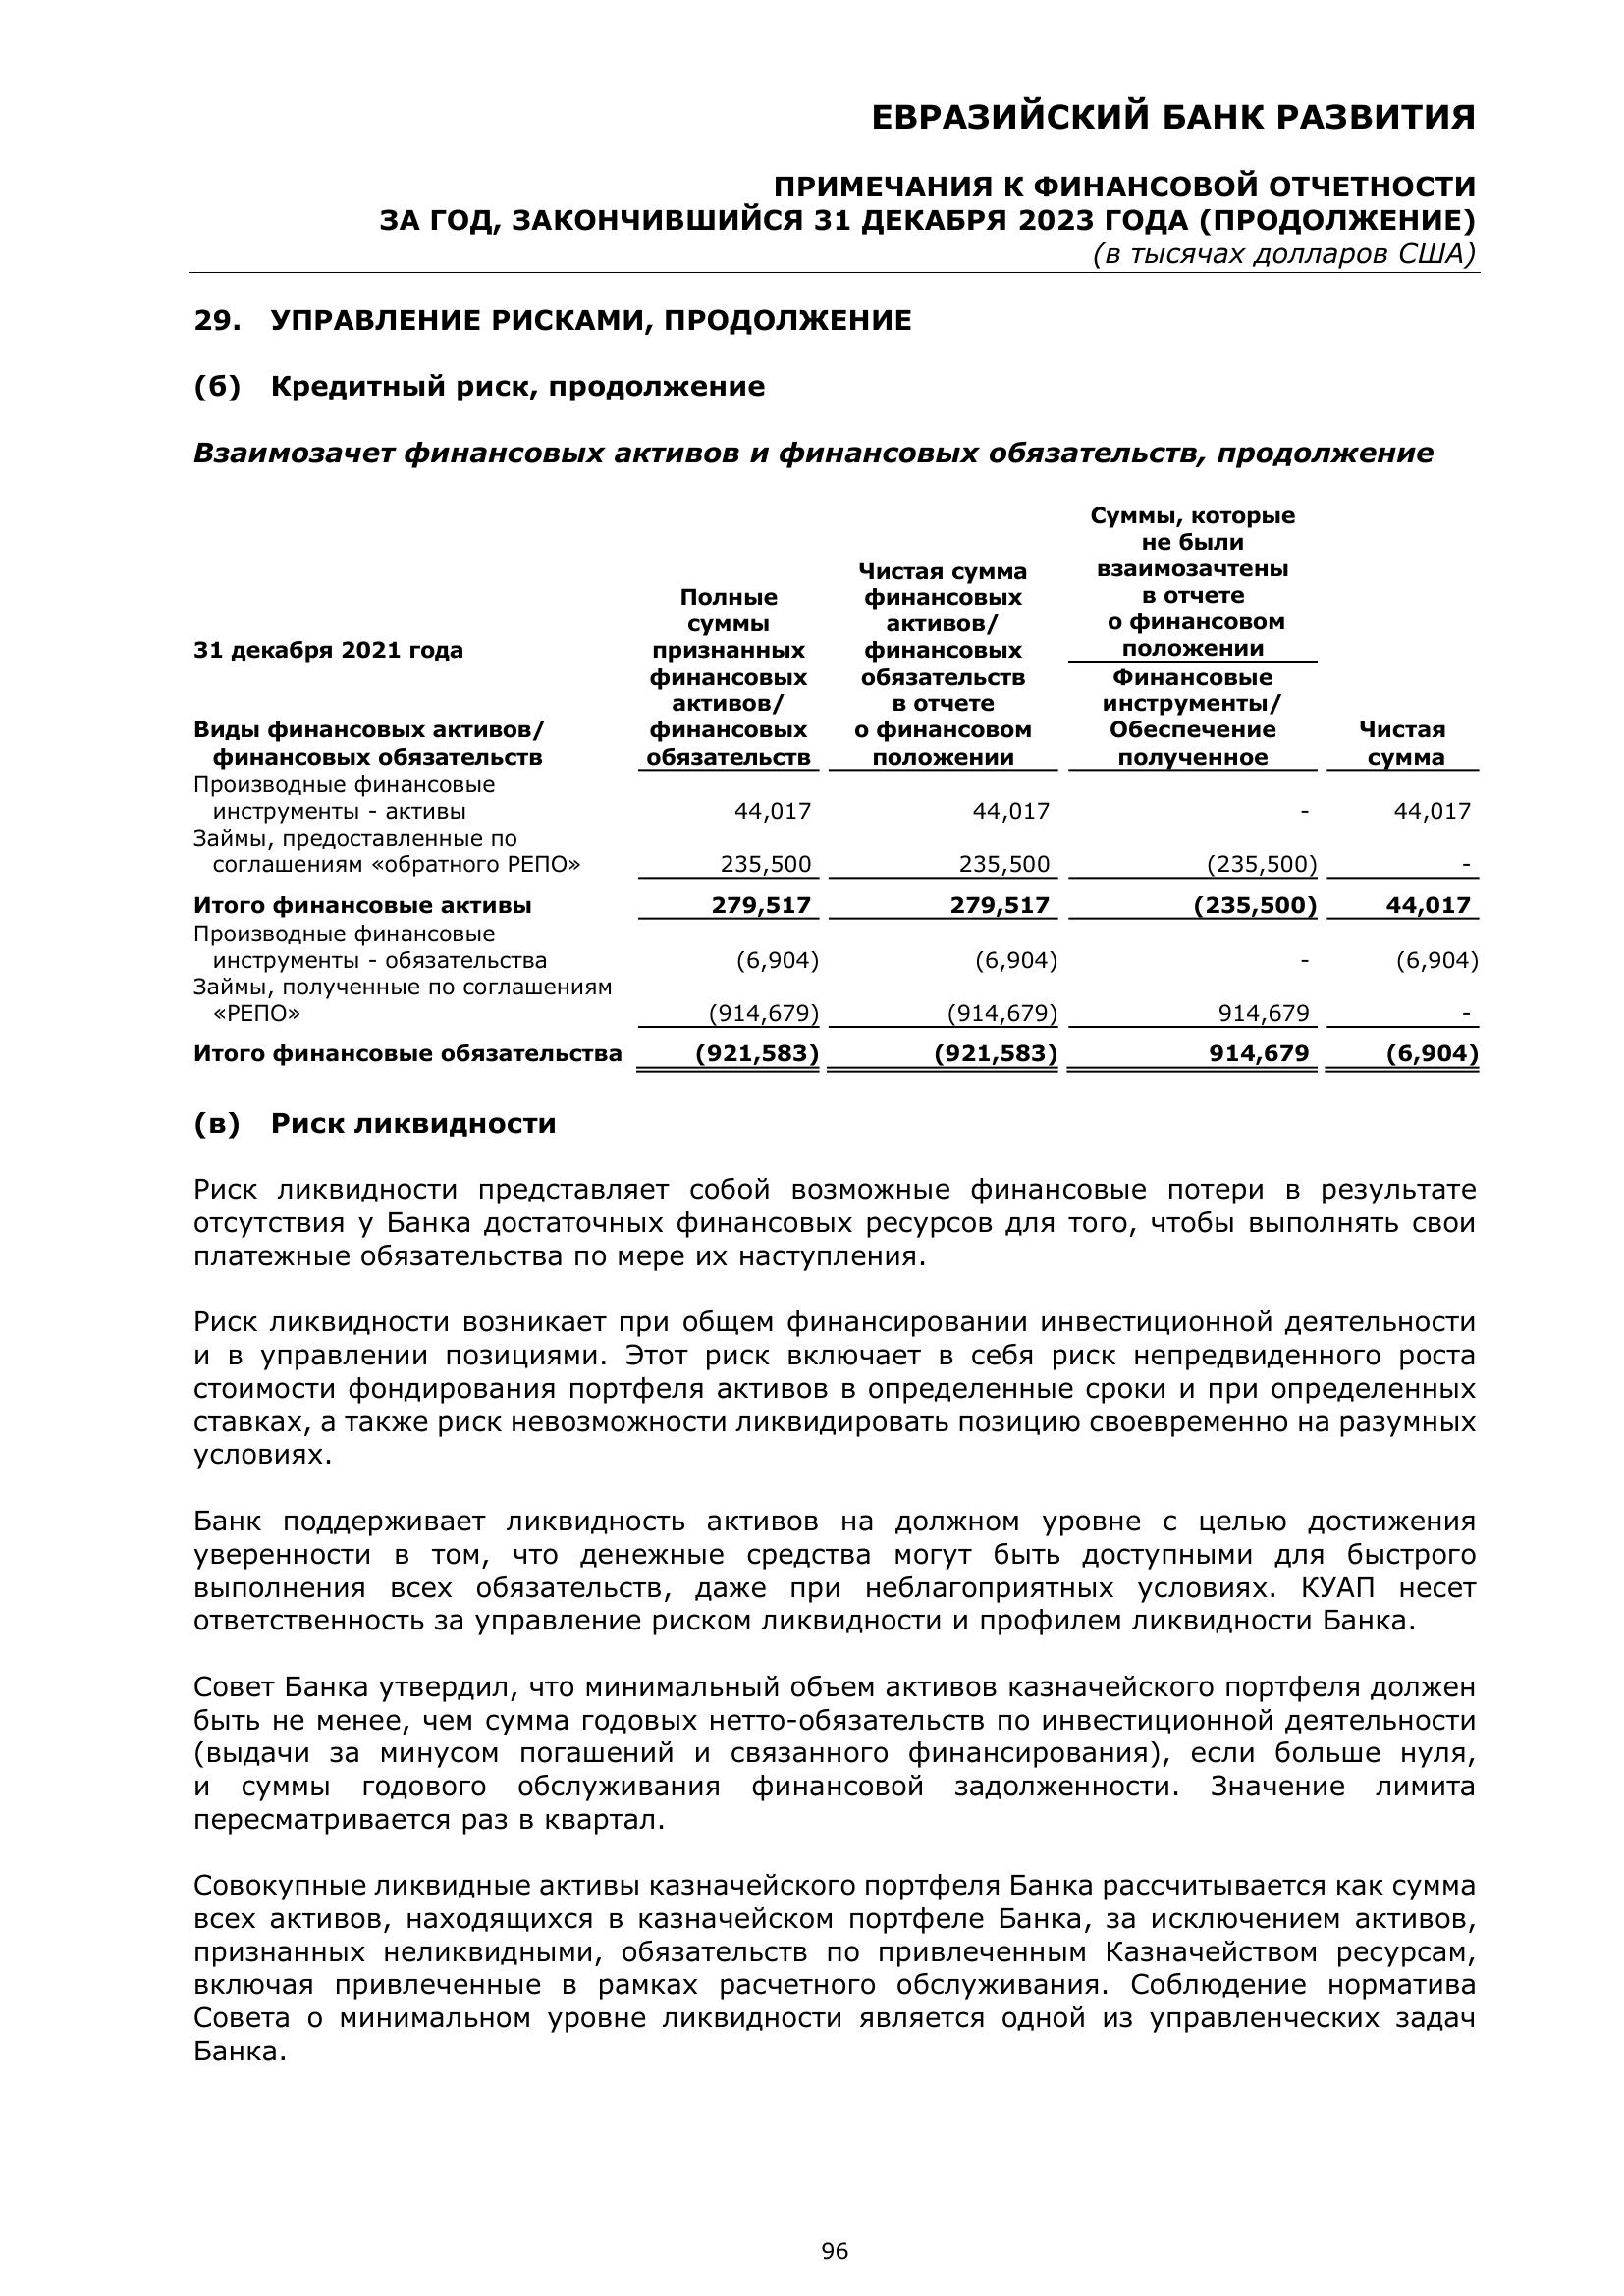 ЕВРАЗИЙСКИЙ БАНК РАЗВИТИЯ
ПРИМЕЧАНИЯ К ФИНАНСОВОЙ ОТЧЕТНОСТИ
ЗА ГОД, ЗАКОНЧИВШИЙСЯ 31 ДЕКАБРЯ 2023 ГОДА (ПРОДОЛЖЕНИЕ)
(в тысячах долларов США)
29. УПРАВЛЕНИЕ РИСКАМИ, ПРОДОЛЖЕНИЕ
(б) Кредитный риск, продолжение
Взаимозачет финансовых активов и финансовых обязательств, продолжение
31 декабря 2021 года
Виды финансовых активов/
финансовых обязательств
Полные
суммы
признанных
финансовых
активов/
финансовых
обязательств
Чистая сумма
финансовых
активов/
финансовых
обязательств
в отчете
о финансовом
положении
Суммы, которые
не были
взаимозачтены
в отчете
о финансовом
положении
Финансовые
инструменты/
Обеспечение
полученное
Чистая
сумма
Производные финансовые
инструменты - активы 44,017 44,017 - 44,017
Займы, предоставленные по
соглашениям «обратного РЕПО» 235,500 235,500 (235,500) -
Итого финансовые активы 279,517 279,517 (235,500) 44,017
Производные финансовые
инструменты - обязательства (6,904) (6,904) - (6,904)
Займы, полученные по соглашениям
«РЕПО» (914,679) (914,679) 914,679 -
Итого финансовые обязательства (921,583) (921,583) 914,679 (6,904)
(в) Риск ликвидности
Риск ликвидности представляет собой возможные финансовые потери в результате
отсутствия у Банка достаточных финансовых ресурсов для того, чтобы выполнять свои
платежные обязательства по мере их наступления.
Риск ликвидности возникает при общем финансировании инвестиционной деятельности
и в управлении позициями. Этот риск включает в себя риск непредвиденного роста
стоимости фондирования портфеля активов в определенные сроки и при определенных
ставках, а также риск невозможности ликвидировать позицию своевременно на разумных
условиях.
Банк поддерживает ликвидность активов на должном уровне с целью достижения
уверенности в том, что денежные средства могут быть доступными для быстрого
выполнения всех обязательств, даже при неблагоприятных условиях. КУАП несет
ответственность за управление риском ликвидности и профилем ликвидности Банка.
Совет Банка утвердил, что минимальный объем активов казначейского портфеля должен
быть не менее, чем сумма годовых нетто-обязательств по инвестиционной деятельности
(выдачи за минусом погашений и связанного финансирования), если больше нуля,
и суммы годового обслуживания финансовой задолженности. Значение лимита
пересматривается раз в квартал.
Совокупные ликвидные активы казначейского портфеля Банка рассчитывается как сумма
всех активов, находящихся в казначейском портфеле Банка, за исключением активов,
признанных неликвидными, обязательств по привлеченным Казначейством ресурсам,
включая привлеченные в рамках расчетного обслуживания. Соблюдение норматива
Совета о минимальном уровне ликвидности является одной из управленческих задач
Банка.
96